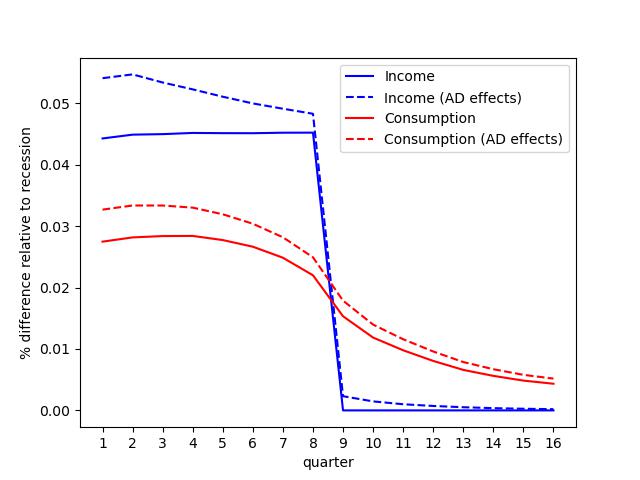 Income
Income (AD effects)
Consumption
Consumption (AD effects)
% difference relative to recession
0.05
0.04
0.03
0.02
0.01
0.00
1 2 3 4 5 6 7 8 9 10 11 12 13 14 15 16
quarter